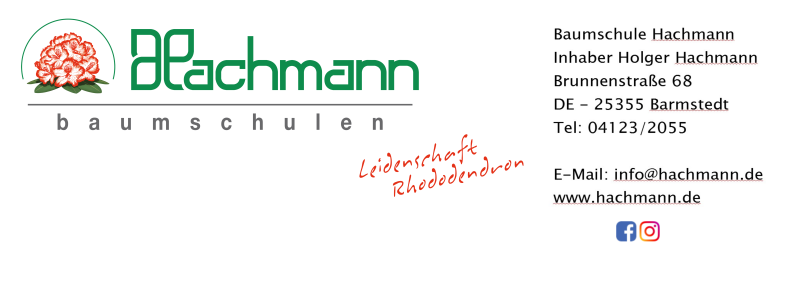 Hachmann
baumschulen
Leidenschaft
Rhododendron
Baumschule Hachmann
Inhaber Holger Hachmann
Brunnenstraße 68
DE - 25355 Barmstedt
Tel: 04123/2055
E-Mail: info@hachmann.de
www.hachmann.de